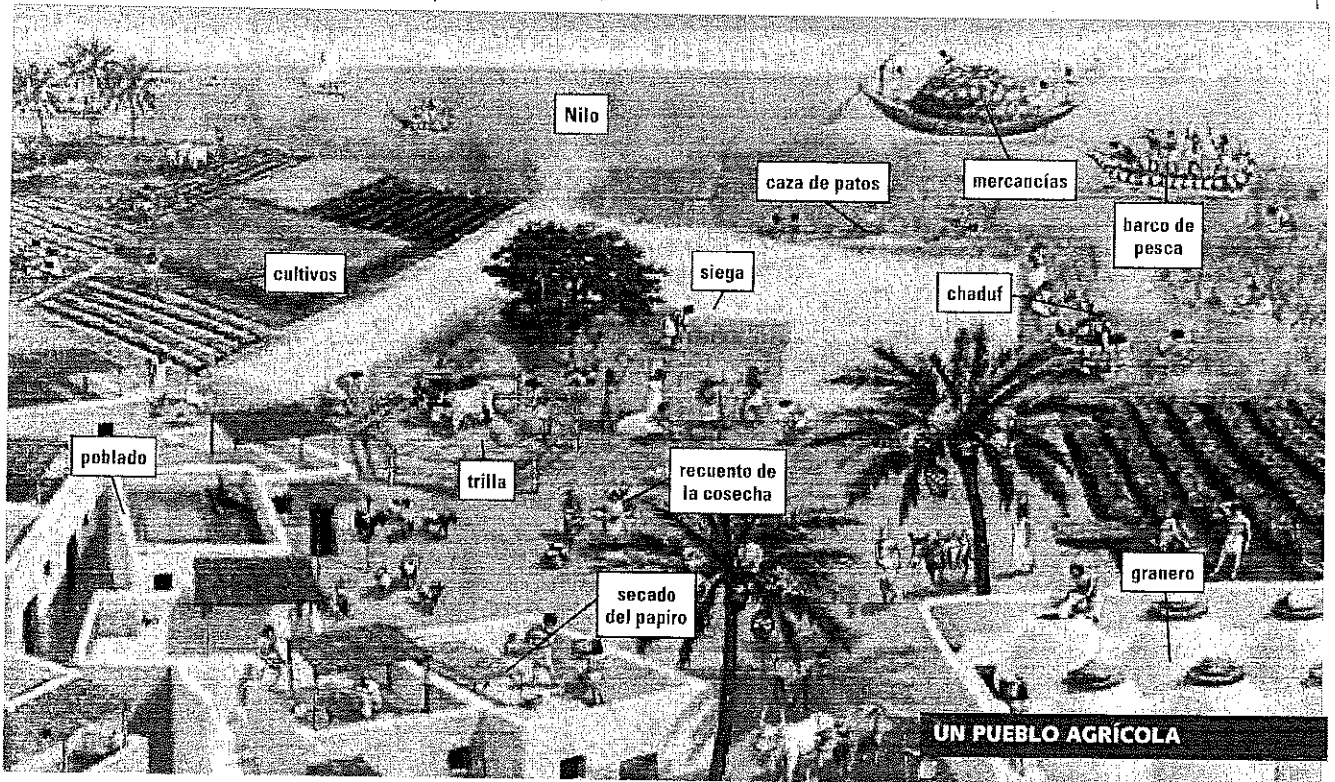 Nilo
mercancías
caza de patos
barco de
pesca
cultivos
siega
chaduf
poblado
trilla
recuento de
la cosecha
secado
del papiro
granero
UN PUEBLO AGRÍCOLA